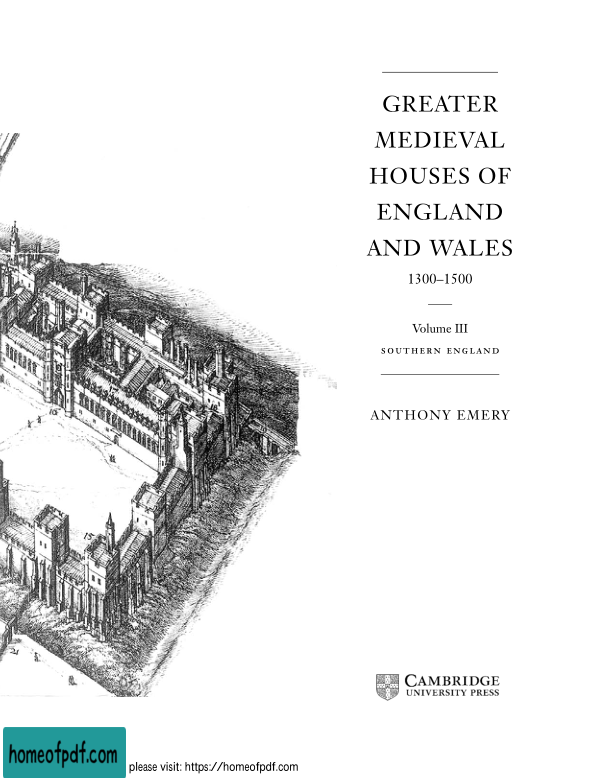 GREATER
MEDIEVAL
HOUSES OF
ENGLAND
AND WALES
1300–1500
Volume III
SOUTHERN ENGLAND
ANTHONY EMERY
CAMBRIDGE
UNIVERSITY PRESS
homeofpdf.com
please visit: https://homeofpdf.com